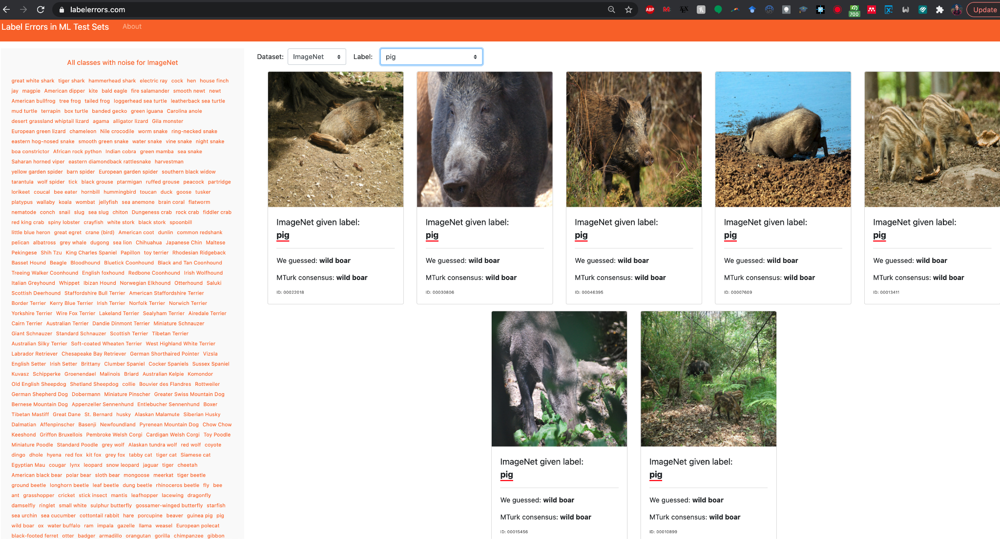 labelerrors.com
ABP
700
Update
Label Errors in ML Test Sets About
All classes with noise for ImageNet
great white shark tiger shark hammerhead shark electric ray cock hen house finch
jay magpie American dipper kite bald eagle fire salamander smooth newt newt
American bullfrog tree frog tailed frog loggerhead sea turtle leatherback sea turtle
mud turtle terrapin box turtle banded gecko green iguana Carolina anole
desert grassland whiptail lizard agama alligator lizard Gila monster
European green lizard chameleon Nile crocodile worm snake ring-necked snake
eastern hog-nosed snake smooth green snake water snake vine snake night snake
boa constrictor African rock python Indian cobra green mamba sea snake
Saharan horned viper eastern diamondback rattlesnake harvestman
yellow garden spider barn spider European garden spider southern black widow
tarantula wolf spider tick black grouse ptarmigan ruffed grouse peacock partridge
lorikeet coucal bee eater hornbill hummingbird toucan duck goose tusker
platypus wallaby koala wombat jellyfish sea anemone brain coral flatworm
nematode conch snail slug sea slug chiton Dungeness crab rock crab fiddler crab
red king crab spiny lobster crayfish white stork black stork spoonbill
little blue heron great egret crane (bird) American coot dunlin common redshank
pelican albatross grey whale dugong sea lion Chihuahua Japanese Chin Maltese
Pekingese Shih Tzu King Charles Spaniel Papillon toy terrier Rhodesian Ridgeback
Basset Hound Beagle Bloodhound Bluetick Coonhound Black and Tan Coonhound
Treeing Walker Coonhound English foxhound Redbone Coonhound Irish Wolfhound
Italian Greyhound Whippet Ibizan Hound Norwegian Elkhound Otterhound Saluki
Scottish Deerhound Staffordshire Bull Terrier American Staffordshire Terrier
Border Terrier Kerry Blue Terrier Irish Terrier Norfolk Terrier Norwich Terrier
Yorkshire Terrier Wire Fox Terrier Lakeland Terrier Sealyham Terrier Airedale Terrier
Cairn Terrier Australian Terrier Dandie Dinmont Terrier Miniature Schnauzer
Giant Schnauzer Standard Schnauzer Scottish Terrier Tibetan Terrier
Australian Silky Terrier Soft-coated Wheaten Terrier West Highland White Terrier
Labrador Retriever Chesapeake Bay Retriever German Shorthaired Pointer Vizsla
English Setter Irish Setter Brittany Clumber Spaniel Cocker Spaniels Sussex Spaniel
Kuvasz Schipperke Groenendael Malinois Briard Australian Kelpie Komondor
Old English Sheepdog Shetland Sheepdog collie Bouvier des Flandres Rottweiler
German Shepherd Dog Dobermann Miniature Pinscher Greater Swiss Mountain Dog
Bernese Mountain Dog Appenzeller Sennenhund Entlebucher Sennenhund Boxer
Tibetan Mastiff Great Dane St. Bernard husky Alaskan Malamute Siberian Husky
Dalmatian Affenpinscher Basenji Newfoundland Pyrenean Mountain Dog Chow Chow
Keeshond Griffon Bruxellois Pembroke Welsh Corgi Cardigan Welsh Corgi Toy Poodle
Miniature Poodle Standard Poodle grey wolf Alaskan tundra wolf red wolf coyote
dingo dhole hyena red fox kit fox grey fox tabby cat tiger cat Siamese cat
Egyptian Mau cougar lynx leopard snow leopard jaguar tiger cheetah
American black bear polar bear sloth bear mongoose meerkat tiger beetle
ground beetle longhorn beetle leaf beetle dung beetle rhinoceros beetle fly bee
ant grasshopper cricket stick insect mantis leafhopper lacewing dragonfly
damselfly ringlet small white sulphur butterfly gossamer-winged butterfly starfish
sea urchin sea cucumber cottontail rabbit hare porcupine beaver guinea pig pig
wild boar ox water buffalo ram impala gazelle llama weasel European polecat
black-footed ferret otter badger armadillo orangutan gorilla chimpanzee gibbon
Dataset: ImageNet Label: pig
ImageNet given label:
pig
We guessed: wild boar
MTurk consensus: wild boar
ID: 00022018
ImageNet given label:
pig
We guessed: wild boar
MTurk consensus: wild boar
ID: 00030806
ImageNet given label:
pig
We guessed: wild boar
MTurk consensus: wild boar
ID: 00046395
ImageNet given label:
pig
We guessed: wild boar
MTurk consensus: wild boar
ID: 00007609
ImageNet given label:
pig
We guessed: wild boar
MTurk consensus: wild boar
ID: 00013411
ImageNet given label:
pig
We guessed: wild boar
MTurk consensus: wild boar
ID: 00015456
ImageNet given label:
pig
We guessed: wild boar
MTurk consensus: wild boar
ID: 00010899